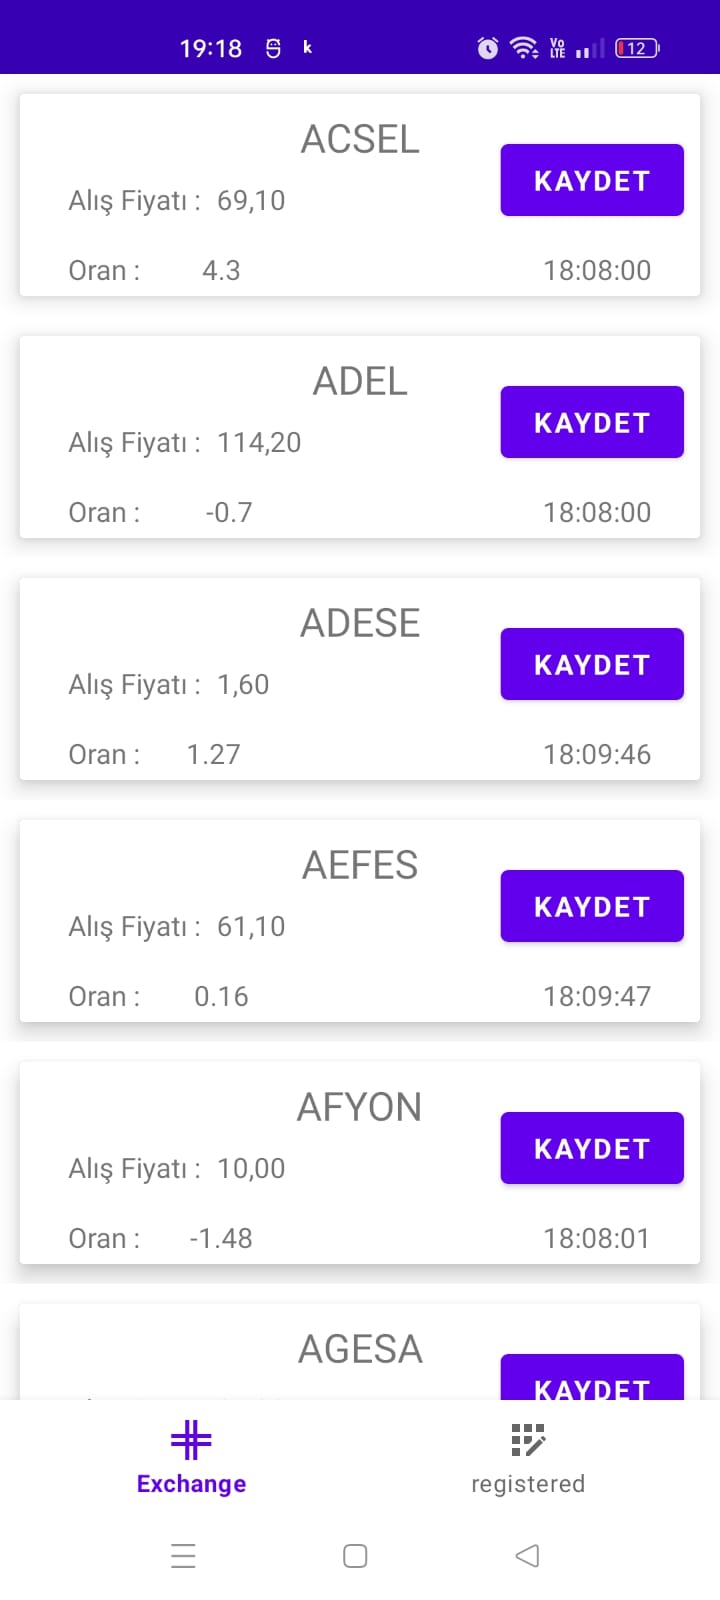 19:18 k Vo LTE 12
ACSEL
KAYDET
Alış Fiyatı : 69,10
Oran : 4.3 18:08:00
ADEL
KAYDET
Alış Fiyatı : 114,20
Oran : -0.7 18:08:00
ADESE
KAYDET
Alış Fiyatı : 1,60
Oran : 1.27 18:09:46
AEFES
KAYDET
Alış Fiyatı : 61,10
Oran : 0.16 18:09:47
AFYON
KAYDET
Alış Fiyatı : 10,00
Oran : -1.48 18:08:01
AGESA
KAYDET
Exchange registered